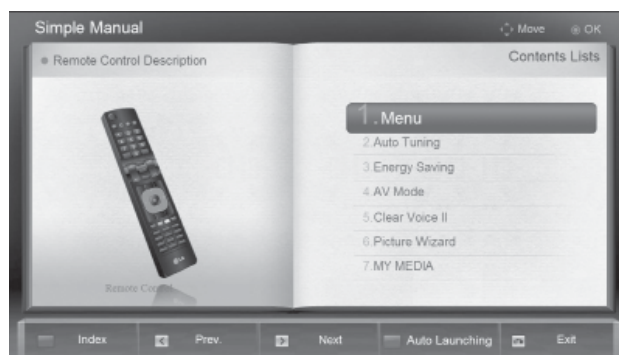 Simple Manual
Move
OK
Remote Control Description
Contents Lists
1. Menu
2. Auto Tuning
3 Energy Saving
4 AV Mode
5. Clear Voice II
6. Picture Wizard
7. MY MEDIA
LG
Remote Control
Index
Prev.
Next
Auto Launching
Exit